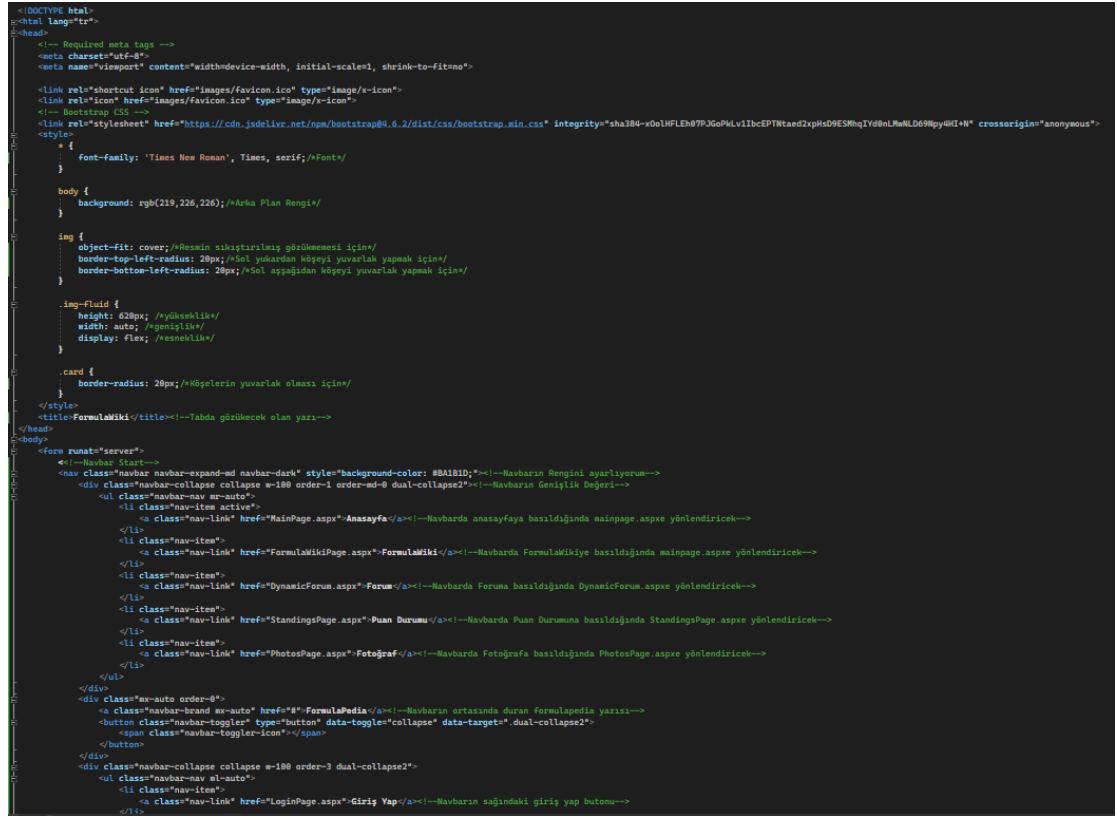 <!DOCTYPE html>
<html lang="tr">
<head>
<!-- Required meta tags -->
<meta charset="utf-8">
<meta name="viewport" content="width=device-width, initial-scale=1, shrink-to-fit=no">
<link rel="shortcut icon" href="images/favicon.ico" type="image/x-icon">
<link rel="icon" href="images/favicon.ico" type="image/x-icon">
<!-- Bootstrap CSS -->
<link rel="stylesheet" href="https://cdn.jsdelivr.net/npm/bootstrap@4.6.2/dist/css/bootstrap.min.css" integrity="sha384-xOolHFLEh07PJGoPkLv1IbcEPTNtaed2xpHsD9ESMhqIYd0nLMwNLD69Npy4HI+N" crossorigin="anonymous">
<style>
* {
font-family: 'Times New Roman', Times, serif;/*Font*/
}
body {
background: rgb(219,226,226);/*Arka Plan Rengi*/
}
img {
object-fit: cover;/*Resmin sıkıştırılmış gözükmemesi için*/
border-top-left-radius: 20px;/*Sol yukardan köşeyi yuvarlak yapmak için*/
border-bottom-left-radius: 20px;/*Sol aşşağıdan köşeyi yuvarlak yapmak için*/
}
.img-fluid {
height: 620px; /*yükseklik*/
width: auto; /*genişlik*/
display: flex; /*esneklik*/
}
.card {
border-radius: 20px;/*Köşelerin yuvarlak olması için*/
}
</style>
<title>FormulaWiki</title><!--Tabda gözükecek olan yazı-->
</head>
<body>
<form runat="server">
<<!--Navbar Start-->
<nav class="navbar navbar-expand-md navbar-dark" style="background-color: #BA1B1D;"><!--Navbarın Rengini ayarlıyorum-->
<div class="navbar-collapse collapse w-100 order-1 order-md-0 dual-collapse2"><!--Navbarın Genişlik Değeri-->
<ul class="navbar-nav mr-auto">
<li class="nav-item active">
<a class="nav-link" href="MainPage.aspx">Anasayfa</a><!--Navbarda anasayfaya basıldığında mainpage.aspxe yönlendiricek-->
</li>
<li class="nav-item">
<a class="nav-link" href="FormulaWikiPage.aspx">FormulaWiki</a><!--Navbarda FormulaWikiye basıldığında mainpage.aspxe yönlendiricek-->
</li>
<li class="nav-item">
<a class="nav-link" href="DynamicForum.aspx">Forum</a><!--Navbarda Foruma basıldığında DynamicForum.aspxe yönlendiricek-->
</li>
<li class="nav-item">
<a class="nav-link" href="StandingsPage.aspx">Puan Durumu</a><!--Navbarda Puan Durumuna basıldığında StandingsPage.aspxe yönlendiricek-->
</li>
<li class="nav-item">
<a class="nav-link" href="PhotosPage.aspx">Fotoğraf</a><!--Navbarda Fotoğrafa basıldığında PhotosPage.aspxe yönlendiricek-->
</li>
</ul>
</div>
<div class="mx-auto order-0">
<a class="navbar-brand mx-auto" href="#">FormulaPedia</a><!--Navbarın ortasında duran formulapedia yazısı-->
<button class="navbar-toggler" type="button" data-toggle="collapse" data-target=".dual-collapse2">
<span class="navbar-toggler-icon"></span>
</button>
</div>
<div class="navbar-collapse collapse w-100 order-3 dual-collapse2">
<ul class="navbar-nav ml-auto">
<li class="nav-item">
<a class="nav-link" href="LoginPage.aspx">Giriş Yap</a><!--Navbarın sağındaki giriş yap butonu-->
</li>